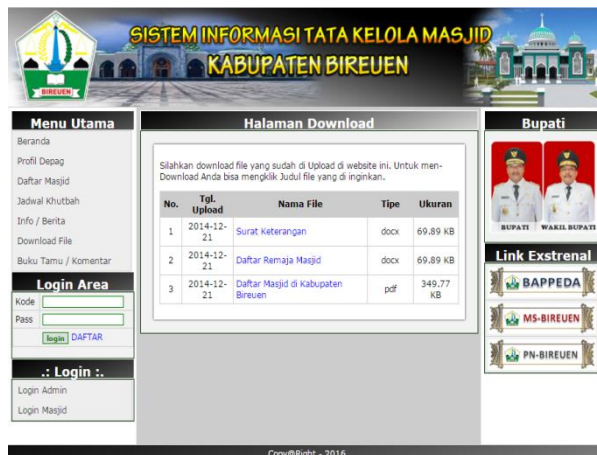 SISTEM INFORMASI TATA KELOLA MASJID
KABUPATEN BIREUEN
BIREUEN
Menu Utama
Beranda
Profil Depag
Daftar Masjid
Jadwal Khutbah
Info / Berita
Download File
Buku Tamu / Komentar
Login Area
Kode
Pass
login DAFTAR
.: Login :.
Login Admin
Login Masjid
Halaman Download
Silahkan download file yang sudah di Upload di website ini. Untuk men-
Download Anda bisa mengklik Judul file yang di inginkan.
No. Tgl. Upload Nama File Tipe Ukuran
1 2014-12-21 Surat Keterangan docx 69.89 KB
2 2014-12-21 Daftar Remaja Masjid docx 69.89 KB
3 2014-12-21 Daftar Masjid di Kabupaten Bireuen pdf 349.77 KB
Bupati
BUPATI WAKIL BUPATI
Link Exstrenal
BAPPEDA
MS-BIREUEN
PN-BIREUEN
Copy@Right - 2016